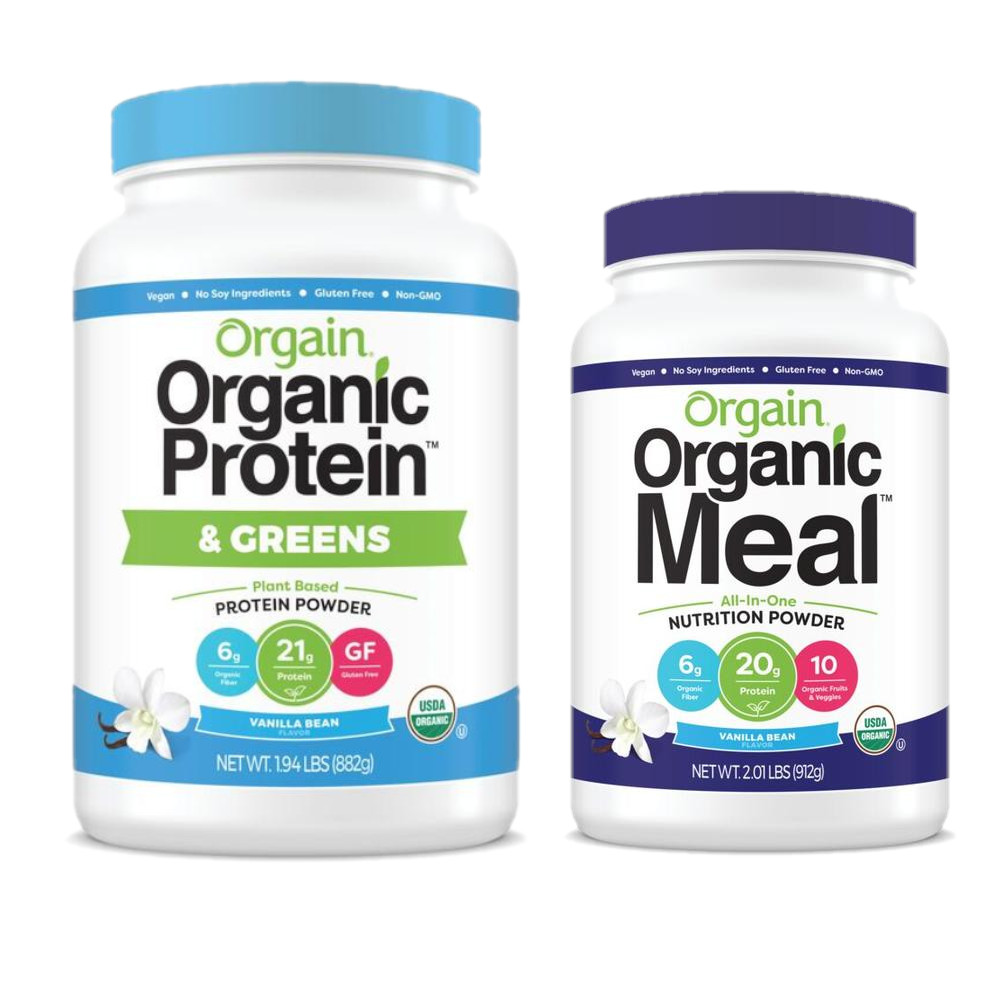 Vegan • No Soy Ingredients • Gluten Free • Non-GMO
Orgain®
Organic
Protein™
& GREENS
Plant Based
PROTEIN POWDER
6g
Organic
Fiber
21g
Protein
GF
Gluten Free
USDA
ORGANIC
U
VANILLA BEAN
FLAVOR
NET WT. 1.94 LBS (882g)
Vegan • No Soy Ingredients • Gluten Free • Non-GMO
Orgain®
Organic
Meal™
All-In-One
NUTRITION POWDER
6g
Organic
Fiber
20g
Protein
10
Organic Fruits
& Veggies
USDA
ORGANIC
U
VANILLA BEAN
FLAVOR
NET WT. 2.01 LBS (912g)